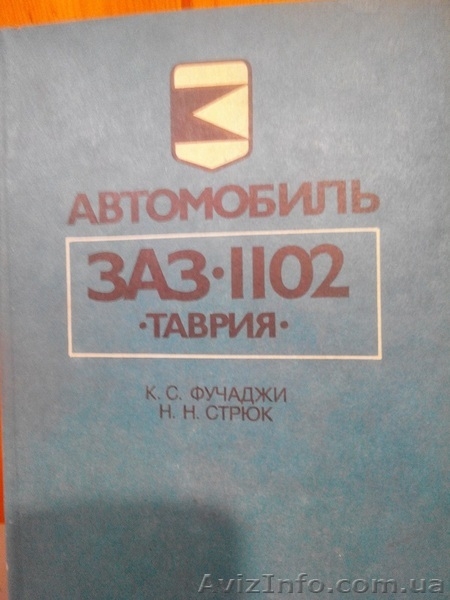 АВТОМОБИЛЬ
ЗАЗ·1102
·ТАВРИЯ·
К. С. ФУЧАДЖИ
Н. Н. СТРЮК
AvizInfo.com.ua